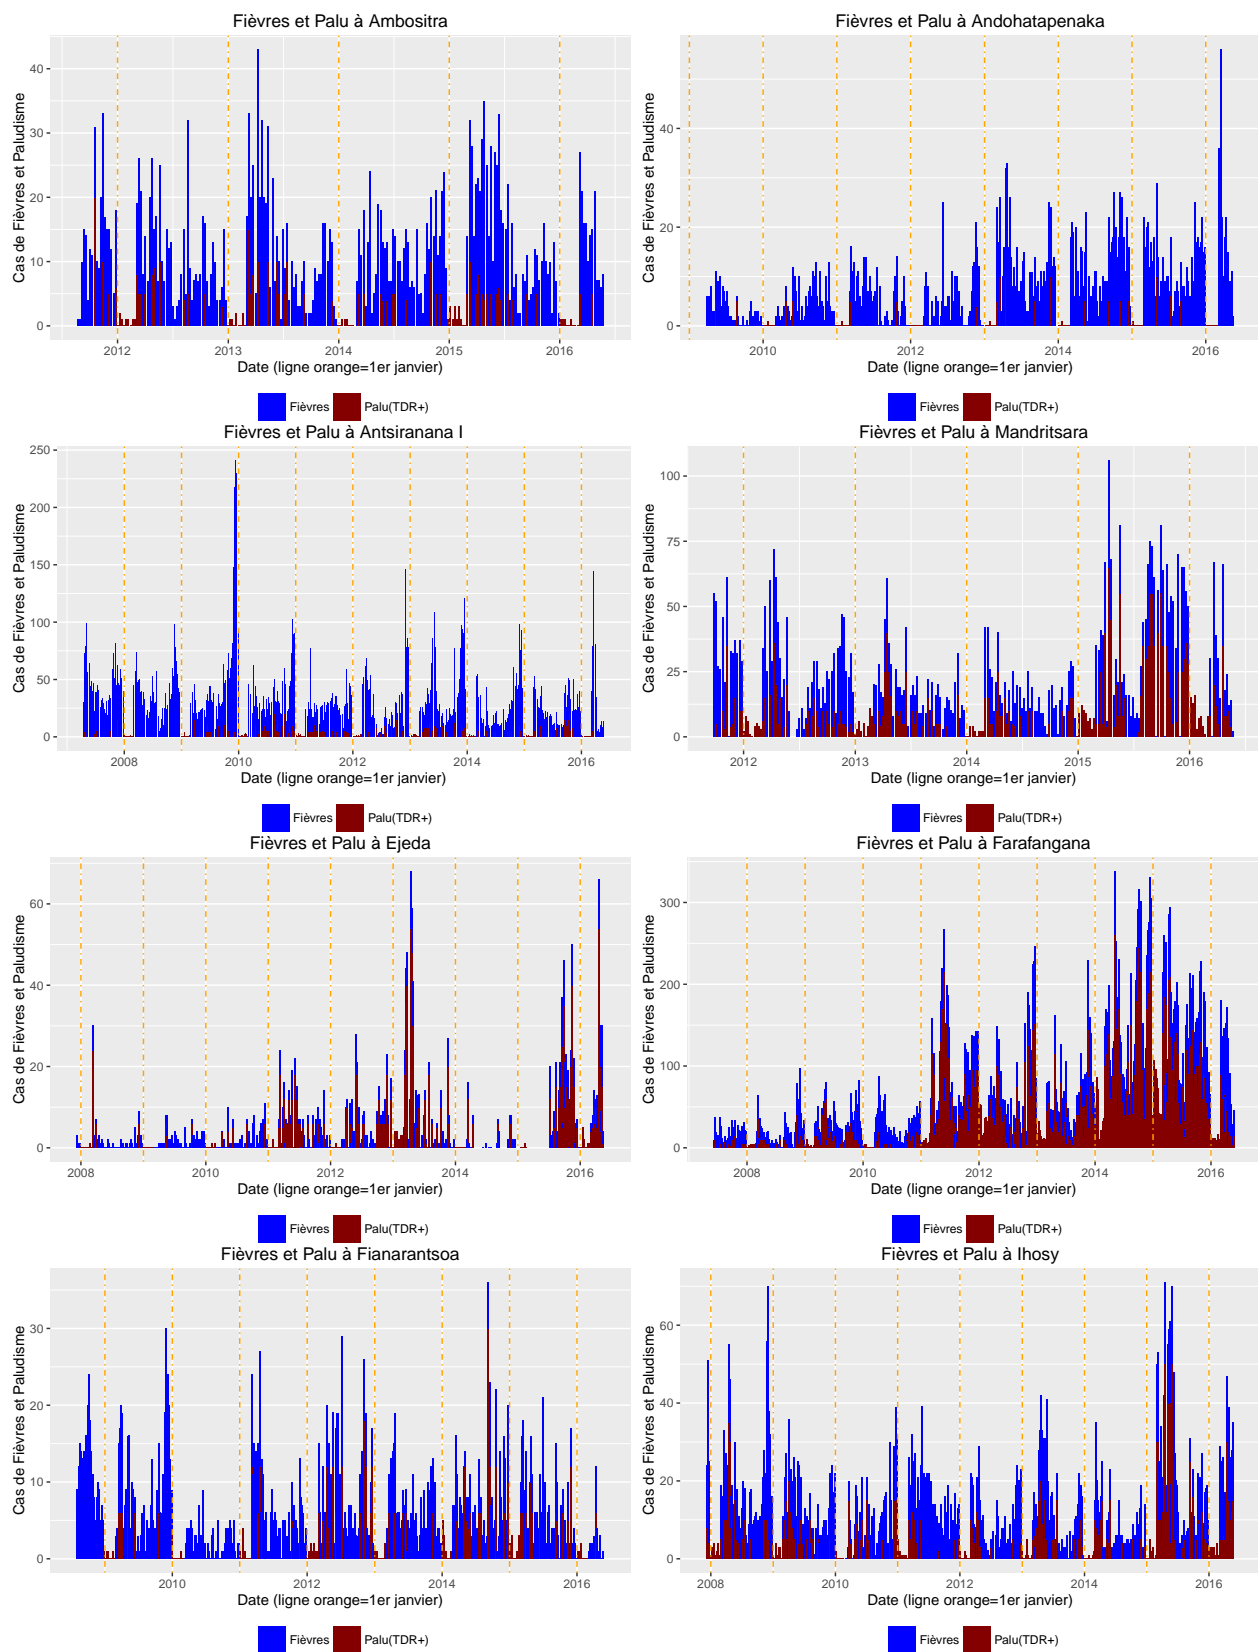 Fièvres et Palu à Ambositra
Cas de Fièvres et Paludisme
40
30
20
10
0
2012 2013 2014 2015 2016
Date (ligne orange=1er janvier)
Fièvres Palu(TDR+)
Fièvres et Palu à Andohatapenaka
Cas de Fièvres et Paludisme
40
20
0
2010 2012 2014 2016
Date (ligne orange=1er janvier)
Fièvres Palu(TDR+)
Fièvres et Palu à Antsiranana I
Cas de Fièvres et Paludisme
250
200
150
100
50
0
2008 2010 2012 2014 2016
Date (ligne orange=1er janvier)
Fièvres Palu(TDR+)
Fièvres et Palu à Mandritsara
Cas de Fièvres et Paludisme
100
75
50
25
0
2012 2013 2014 2015 2016
Date (ligne orange=1er janvier)
Fièvres Palu(TDR+)
Fièvres et Palu à Ejeda
Cas de Fièvres et Paludisme
60
40
20
0
2008 2010 2012 2014 2016
Date (ligne orange=1er janvier)
Fièvres Palu(TDR+)
Fièvres et Palu à Farafangana
Cas de Fièvres et Paludisme
300
200
100
0
2008 2010 2012 2014 2016
Date (ligne orange=1er janvier)
Fièvres Palu(TDR+)
Fièvres et Palu à Fianarantsoa
Cas de Fièvres et Paludisme
30
20
10
0
2010 2012 2014 2016
Date (ligne orange=1er janvier)
Fièvres Palu(TDR+)
Fièvres et Palu à Ihosy
Cas de Fièvres et Paludisme
60
40
20
0
2008 2010 2012 2014 2016
Date (ligne orange=1er janvier)
Fièvres Palu(TDR+)